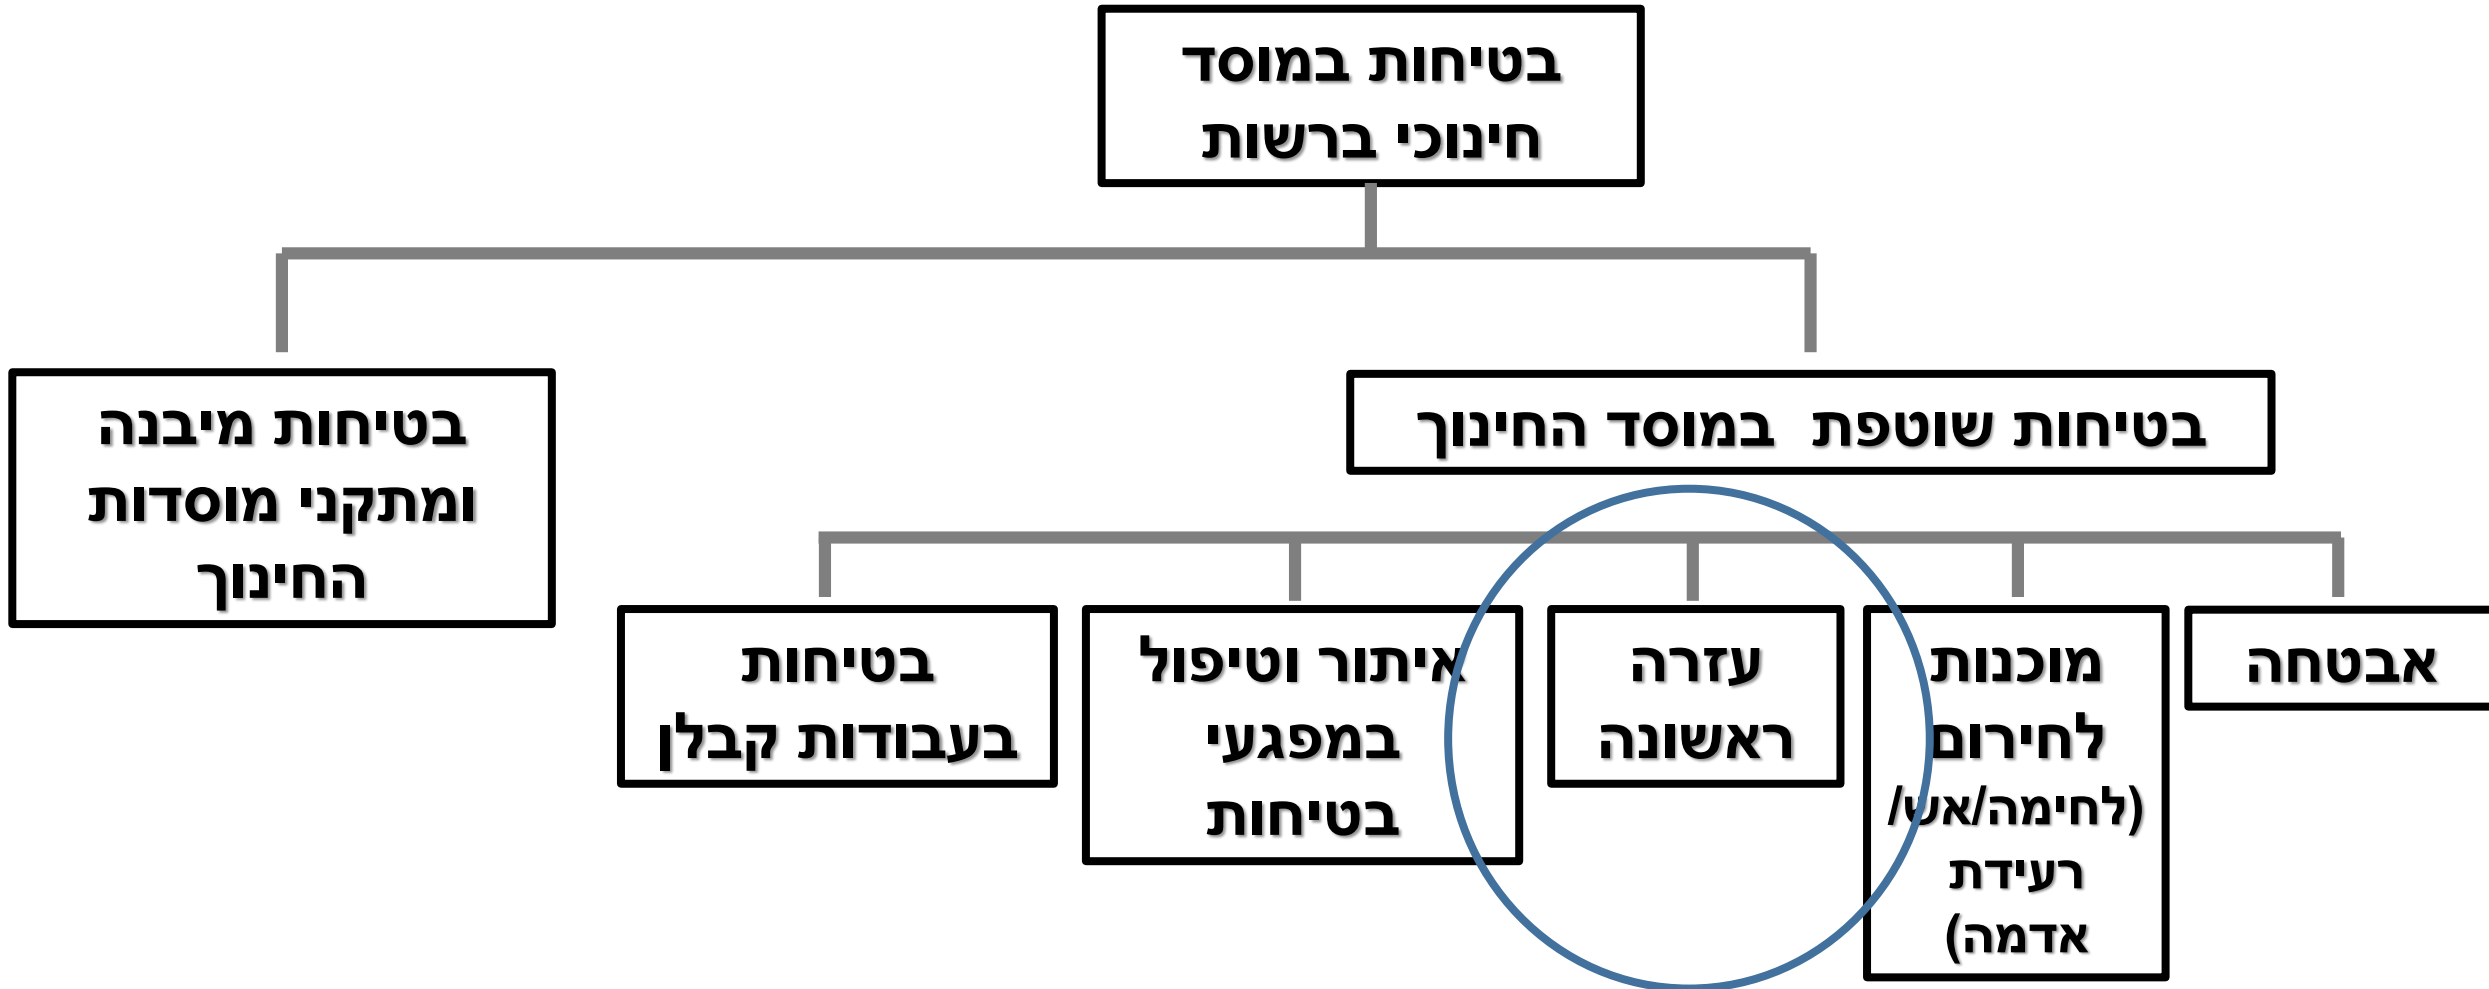 בטיחות במוסד
חינוכי ברשות
בטיחות שוטפת במוסד החינוך
בטיחות מיבנה
ומתקני מוסדות
החינוך
אבטחה
מוכנות
לחירום
(לחימה/אש/
רעידת
אדמה)
עזרה
ראשונה
איתור וטיפול
במפגעי
בטיחות
בטיחות
בעבודות קבלן